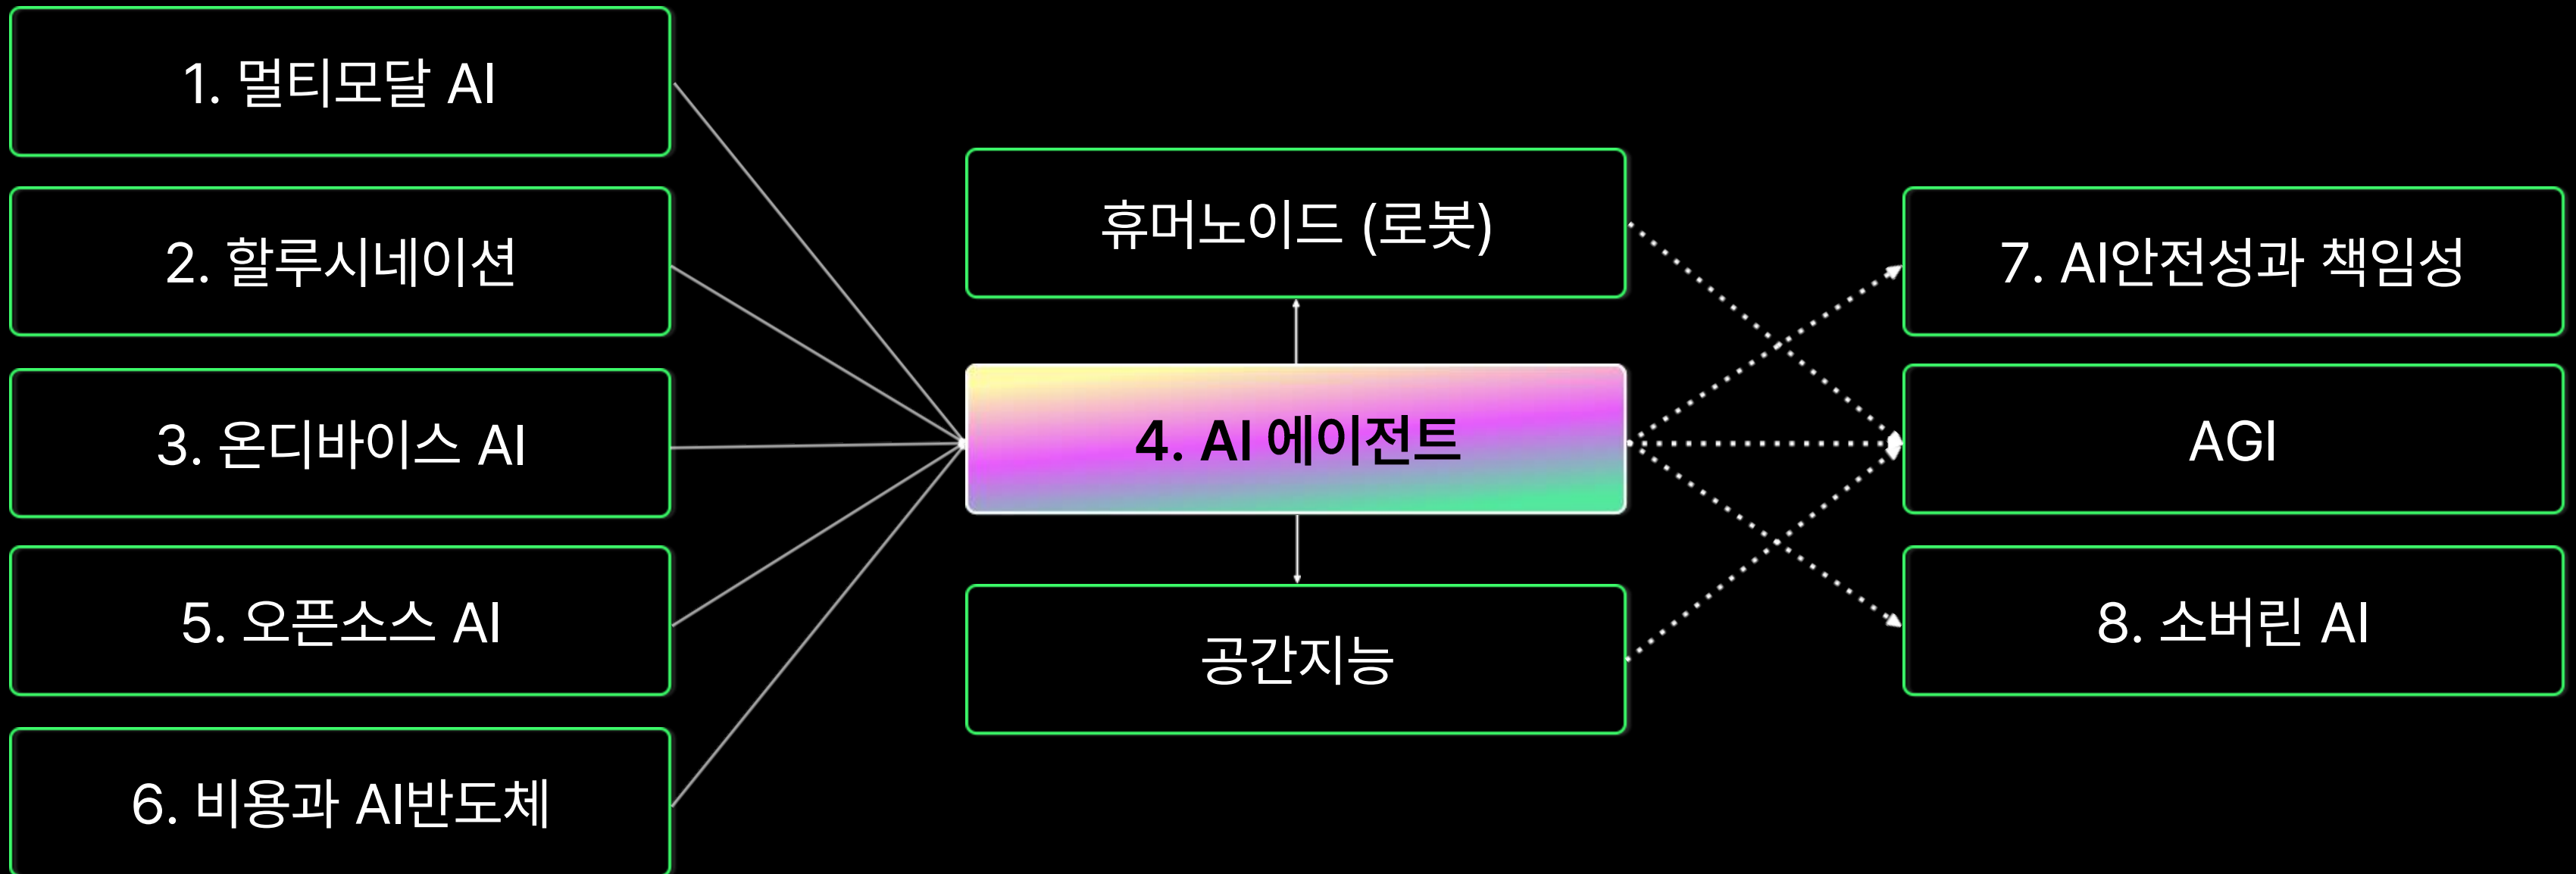 1. 멀티모달 AI
2. 할루시네이션
3. 온디바이스 AI
5. 오픈소스 AI
6. 비용과 AI반도체
휴머노이드 (로봇)
4. AI 에이전트
공간지능
7. AI안전성과 책임성
AGI
8. 소버린 AI